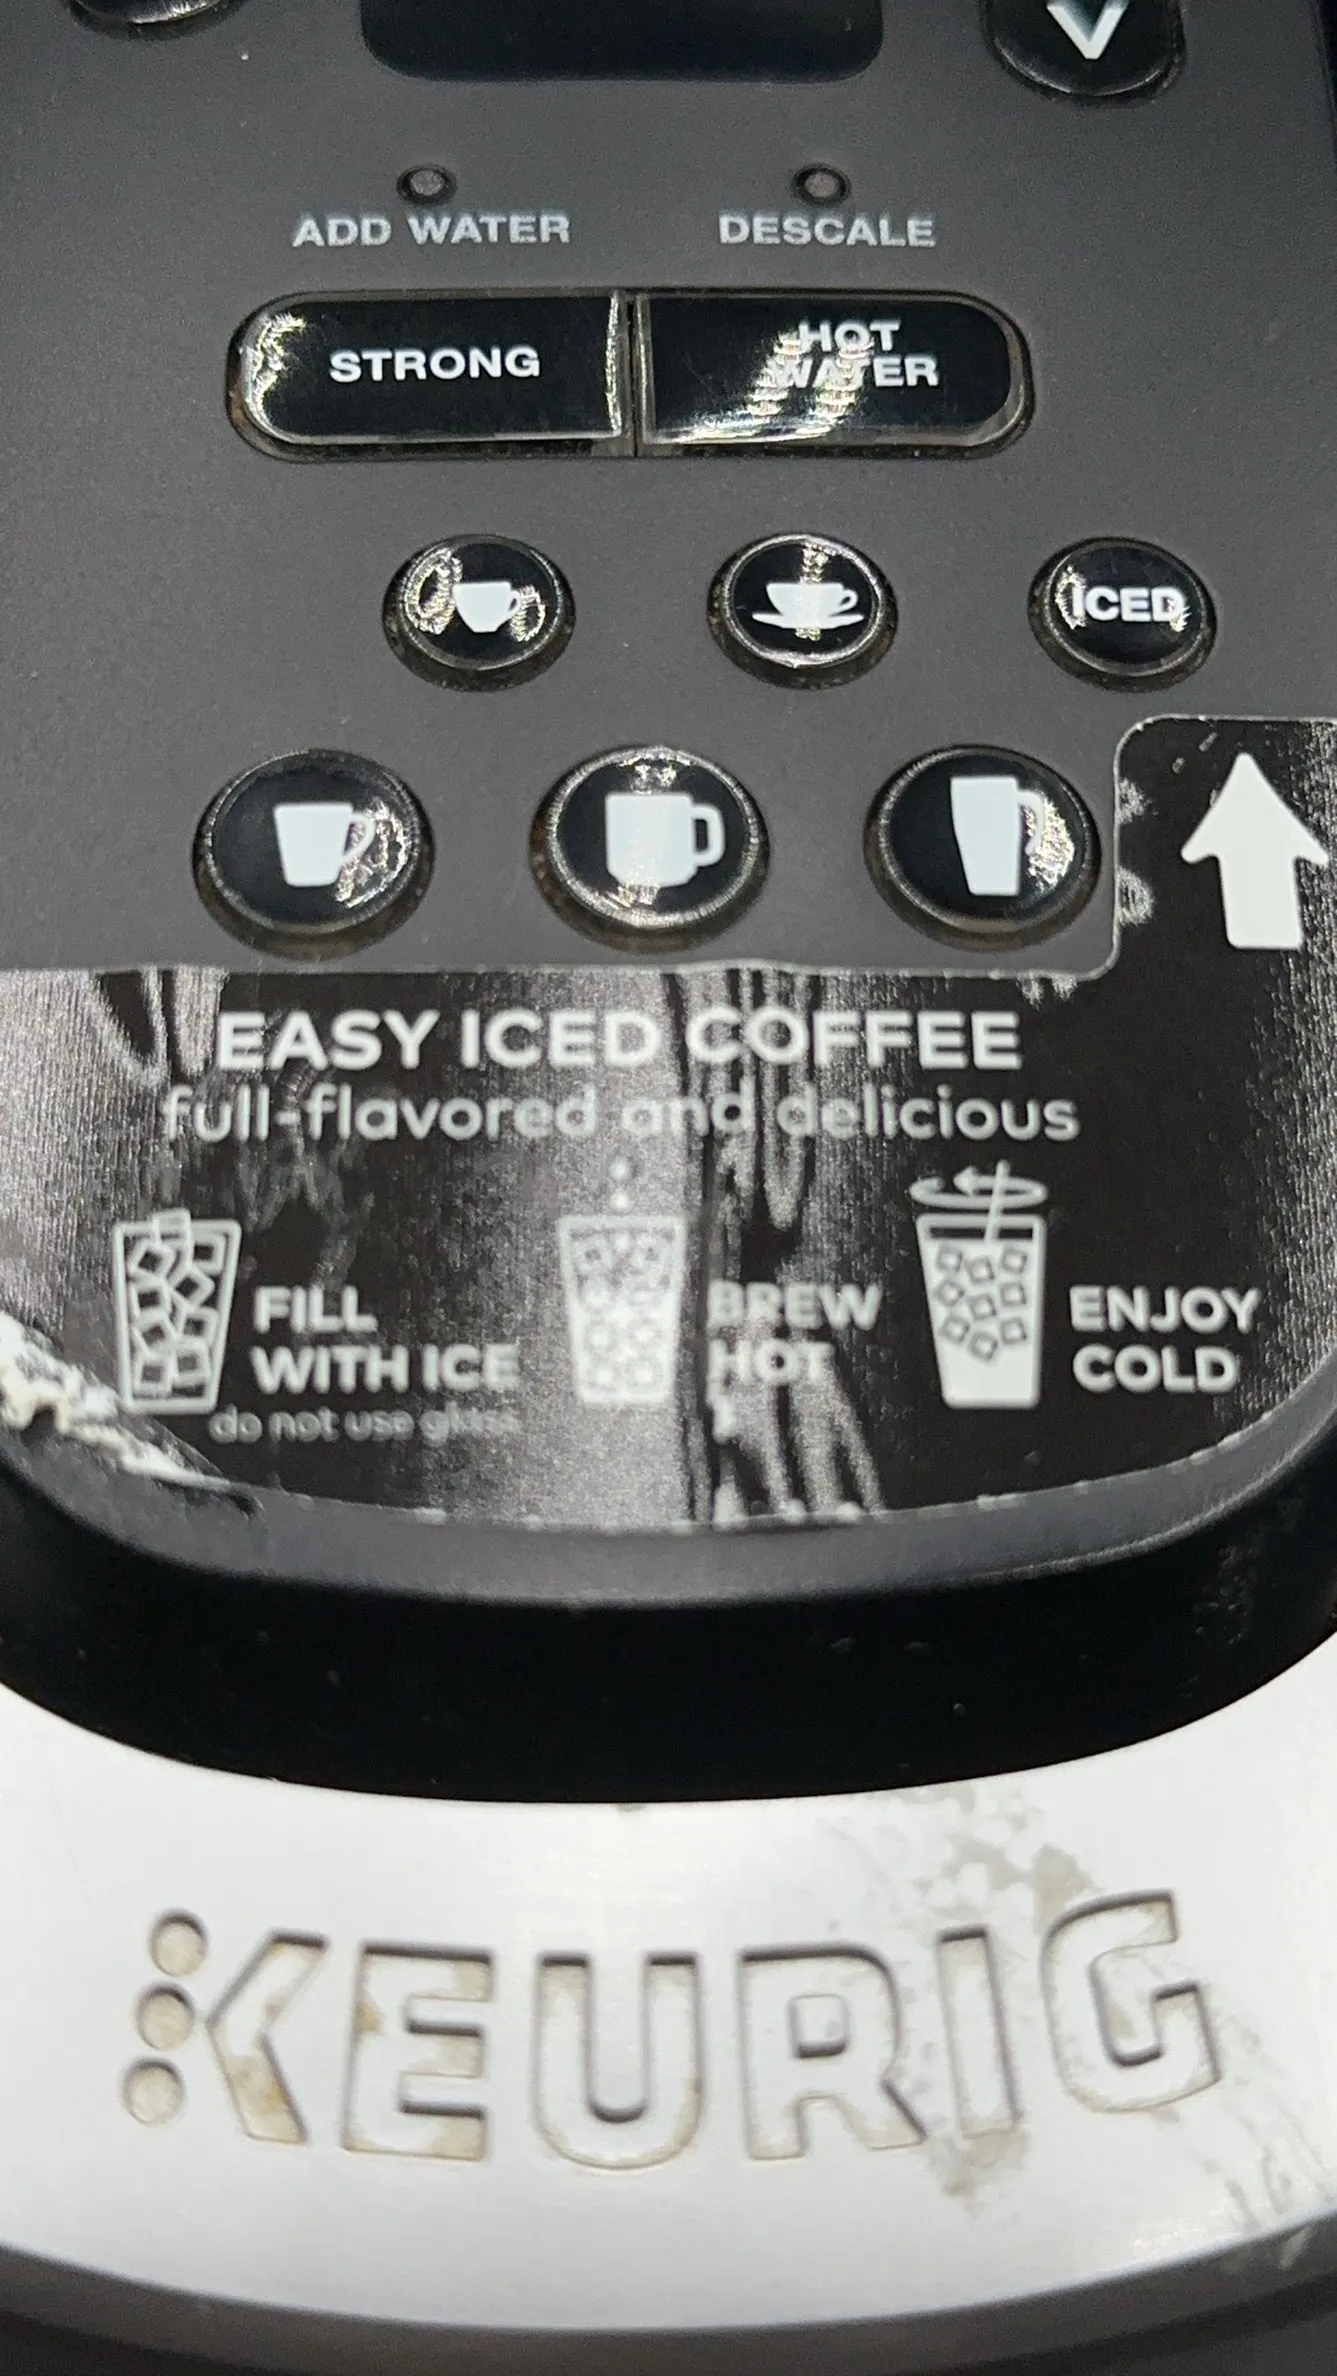 ADD WATER
DESCALE
STRONG
HOT
WATER
ICED
EASY ICED COFFEE
full-flavored and delicious
FILL
WITH ICE
do not use glass
BREW
HOT
ENJOY
COLD
KEURIG